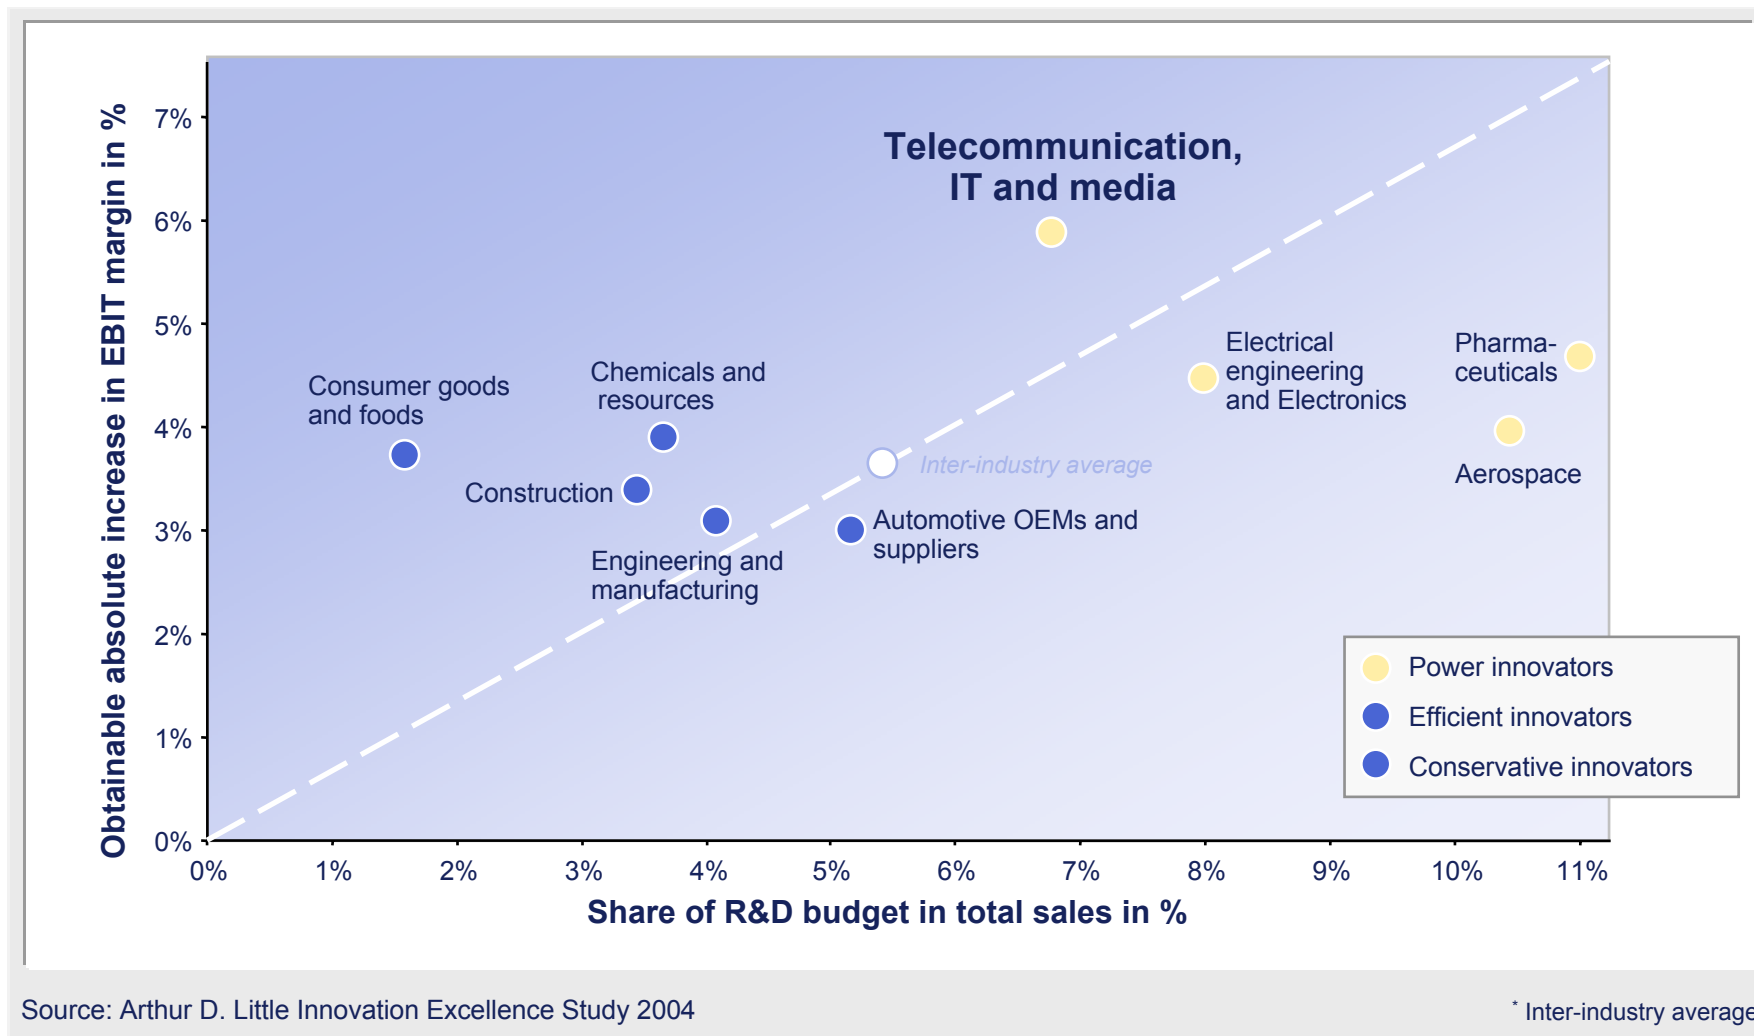 Obtainable absolute increase in EBIT margin in %
7%
6%
5%
4%
3%
2%
1%
0%
Telecommunication,
IT and media
Electrical
engineering
and Electronics
Pharma-
ceuticals
Aerospace
Consumer goods
and foods
Chemicals and
resources
Construction
Inter-industry average
Engineering and
manufacturing
Automotive OEMs and
suppliers
Power innovators
Efficient innovators
Conservative innovators
0% 1% 2% 3% 4% 5% 6% 7% 8% 9% 10% 11%
Share of R&D budget in total sales in %
Source: Arthur D. Little Innovation Excellence Study 2004
* Inter-industry average